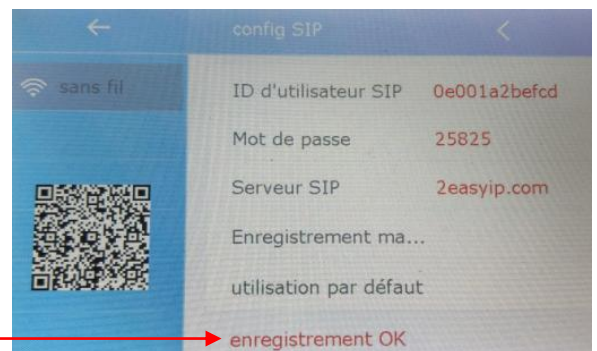 config SIP
sans fil
ID d'utilisateur SIP 0e001a2befcd
Mot de passe 25825
Serveur SIP 2easyip.com
Enregistrement ma...
utilisation par défaut
enregistrement OK